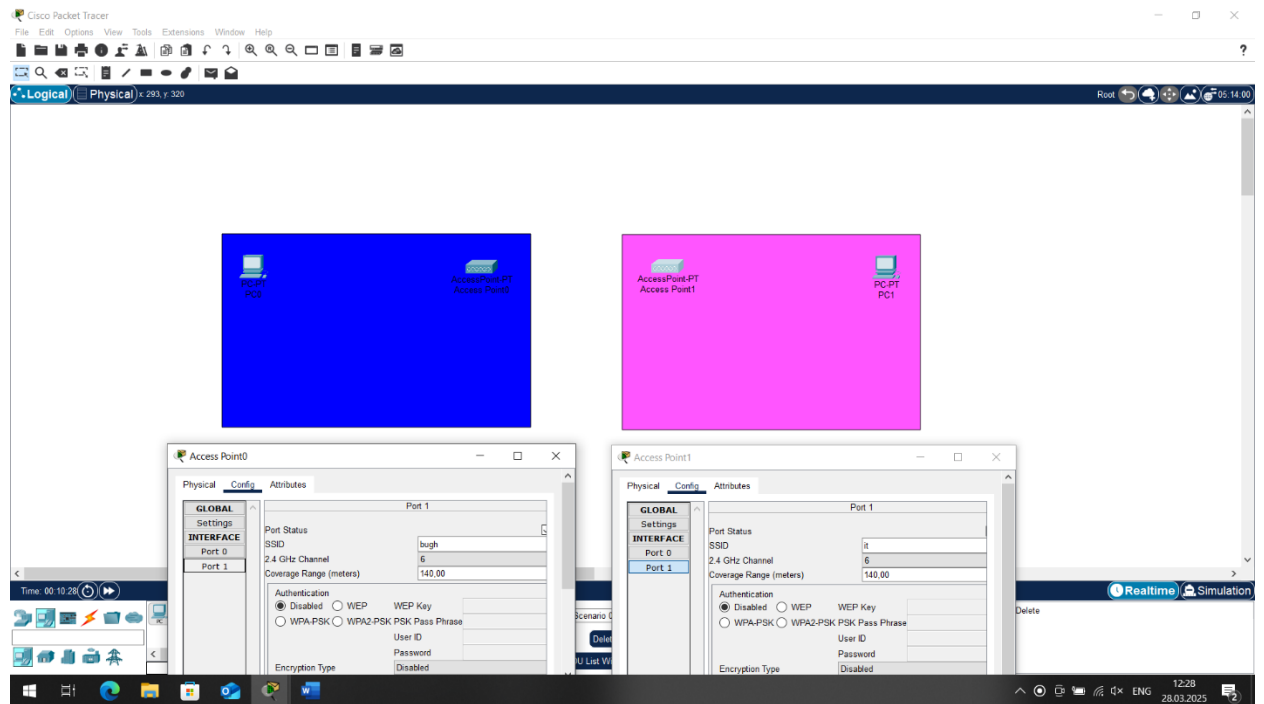 Cisco Packet Tracer
File Edit Options View Tools Extensions Window Help
?
Logical Physical x: 293, y: 320 Root 05:14:00
PC-PT
PC0
AccessPoint-PT
Access Point0
AccessPoint-PT
Access Point1
PC-PT
PC1
Access Point0
Physical Config Attributes
GLOBAL
Settings
INTERFACE
Port 0
Port 1
Port 1
Port Status
SSID bugh
2.4 GHz Channel 6
Coverage Range (meters) 140,00
Authentication
Disabled WEP WEP Key
WPA-PSK WPA2-PSK PSK Pass Phrase
User ID
Password
Encryption Type Disabled
Access Point1
Physical Config Attributes
GLOBAL
Settings
INTERFACE
Port 0
Port 1
Port 1
Port Status
SSID it
2.4 GHz Channel 6
Coverage Range (meters) 140,00
Authentication
Disabled WEP WEP Key
WPA-PSK WPA2-PSK PSK Pass Phrase
User ID
Password
Encryption Type Disabled
Time: 00:10:28 Realtime Simulation
PC
Scenario
Delete
ENG 12:28
28.03.2025
2